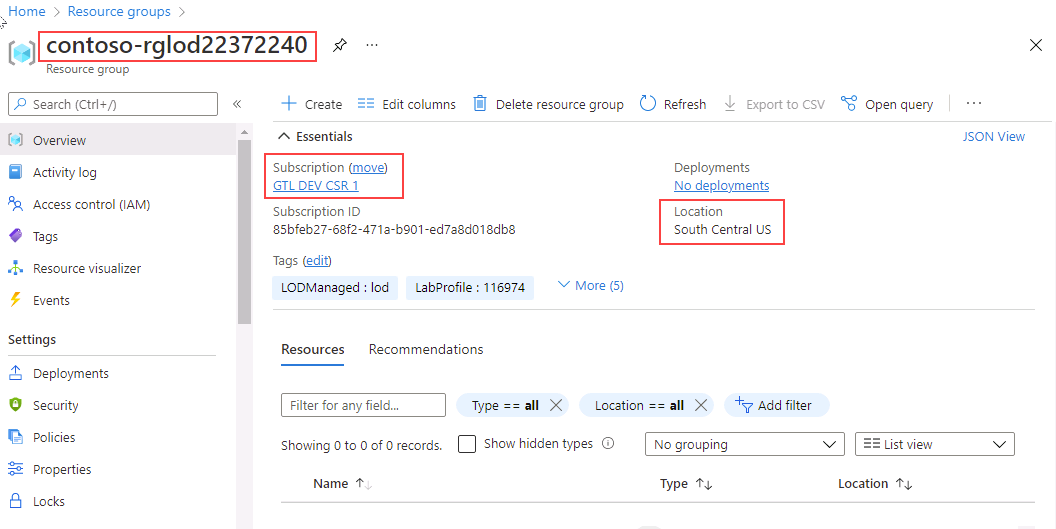 Home > Resource groups >
contoso-rglod22372240
...
Resource group
Search (Ctrl+/)
«
Overview
Activity log
Access control (IAM)
Tags
Resource visualizer
Events
Settings
Deployments
Security
Policies
Properties
Locks
Create
Edit columns
Delete resource group
Refresh
Export to CSV
Open query
...
Essentials
JSON View
Subscription (move)
GTL DEV CSR 1
Subscription ID
85bfeb27-68f2-471a-b901-ed7a8d018db8
Deployments
No deployments
Location
South Central US
Tags (edit)
LODManaged : lod
LabProfile : 116974
More (5)
Resources
Recommendations
Filter for any field...
Type == all
Location == all
Add filter
Showing 0 to 0 of 0 records.
Show hidden types
No grouping
List view
Name ↑↓
Type ↑↓
Location ↑↓